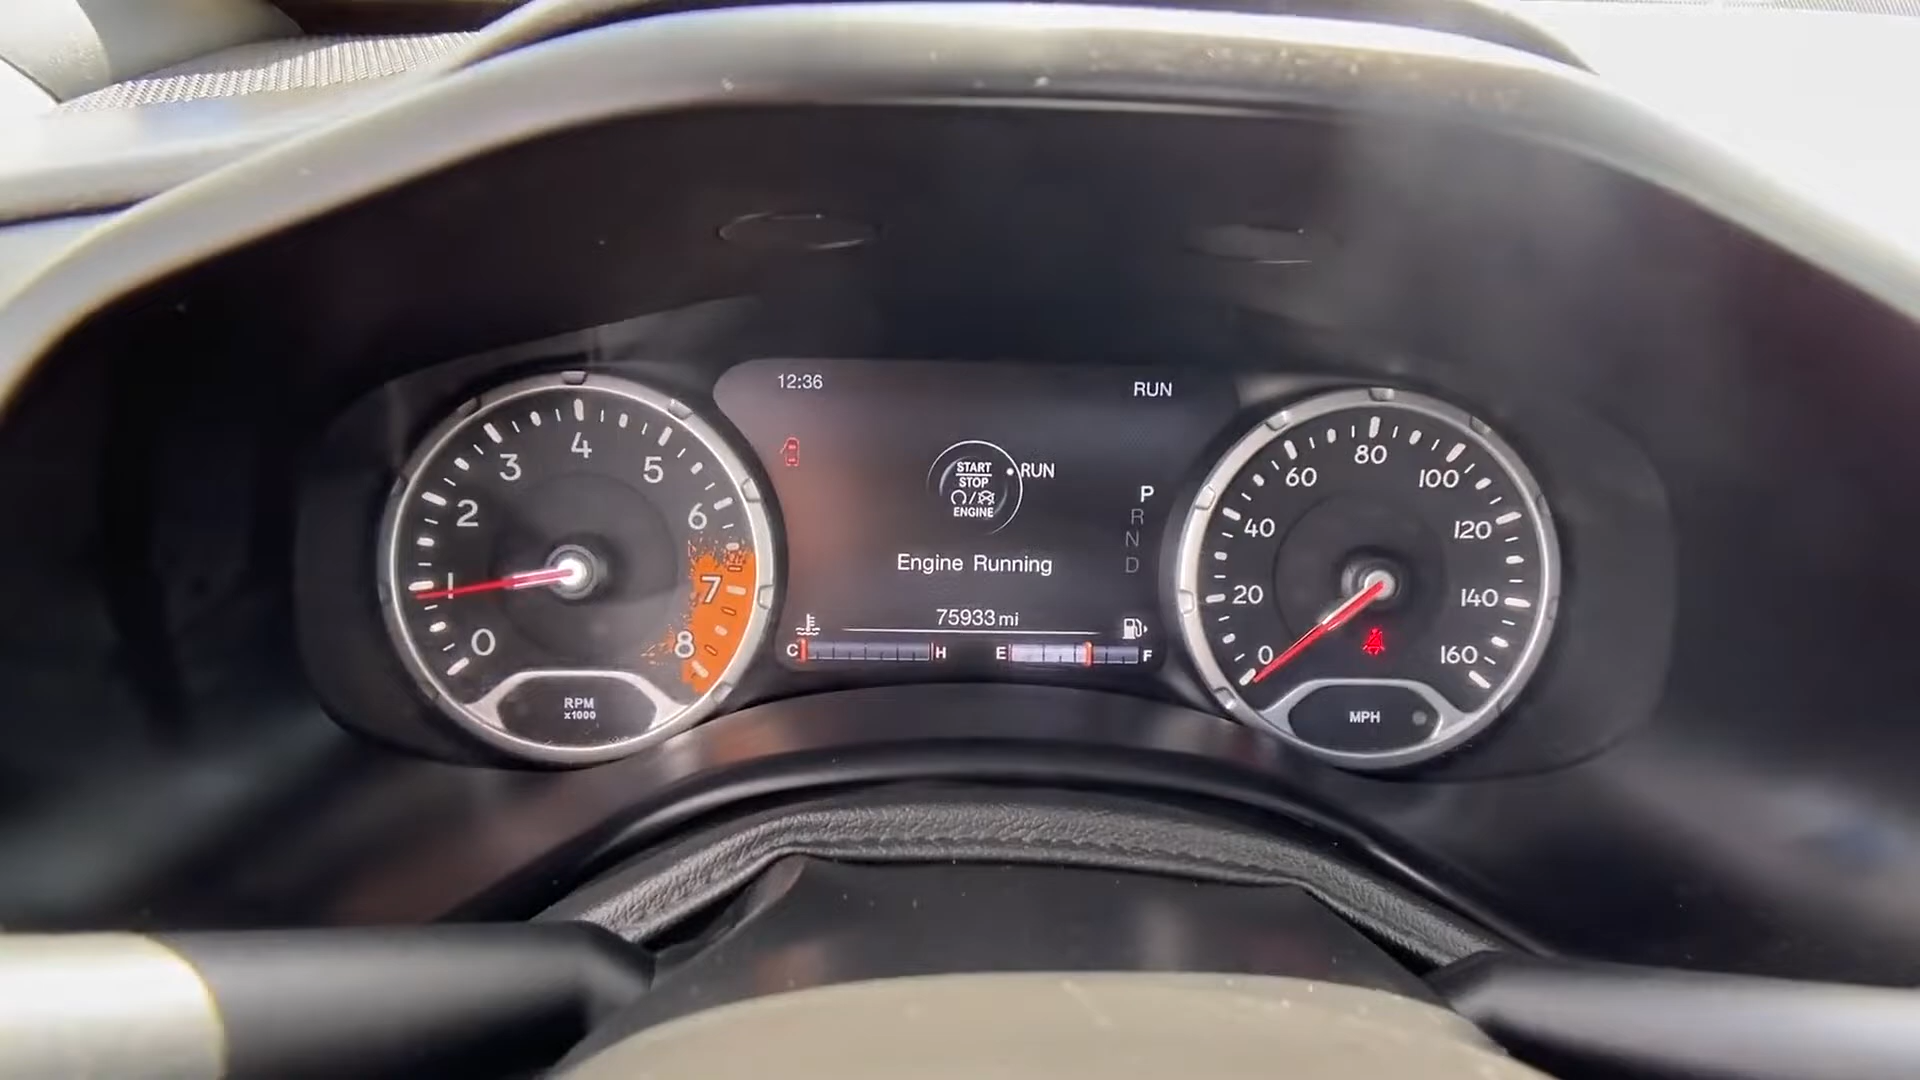 12:36
RUN
START
STOP
ENGINE
RUN
Engine Running
P
R
N
D
75933 mi
C
H
E
F
0
1
2
3
4
5
6
7
8
RPM
x1000
0
20
40
60
80
100
120
140
160
MPH